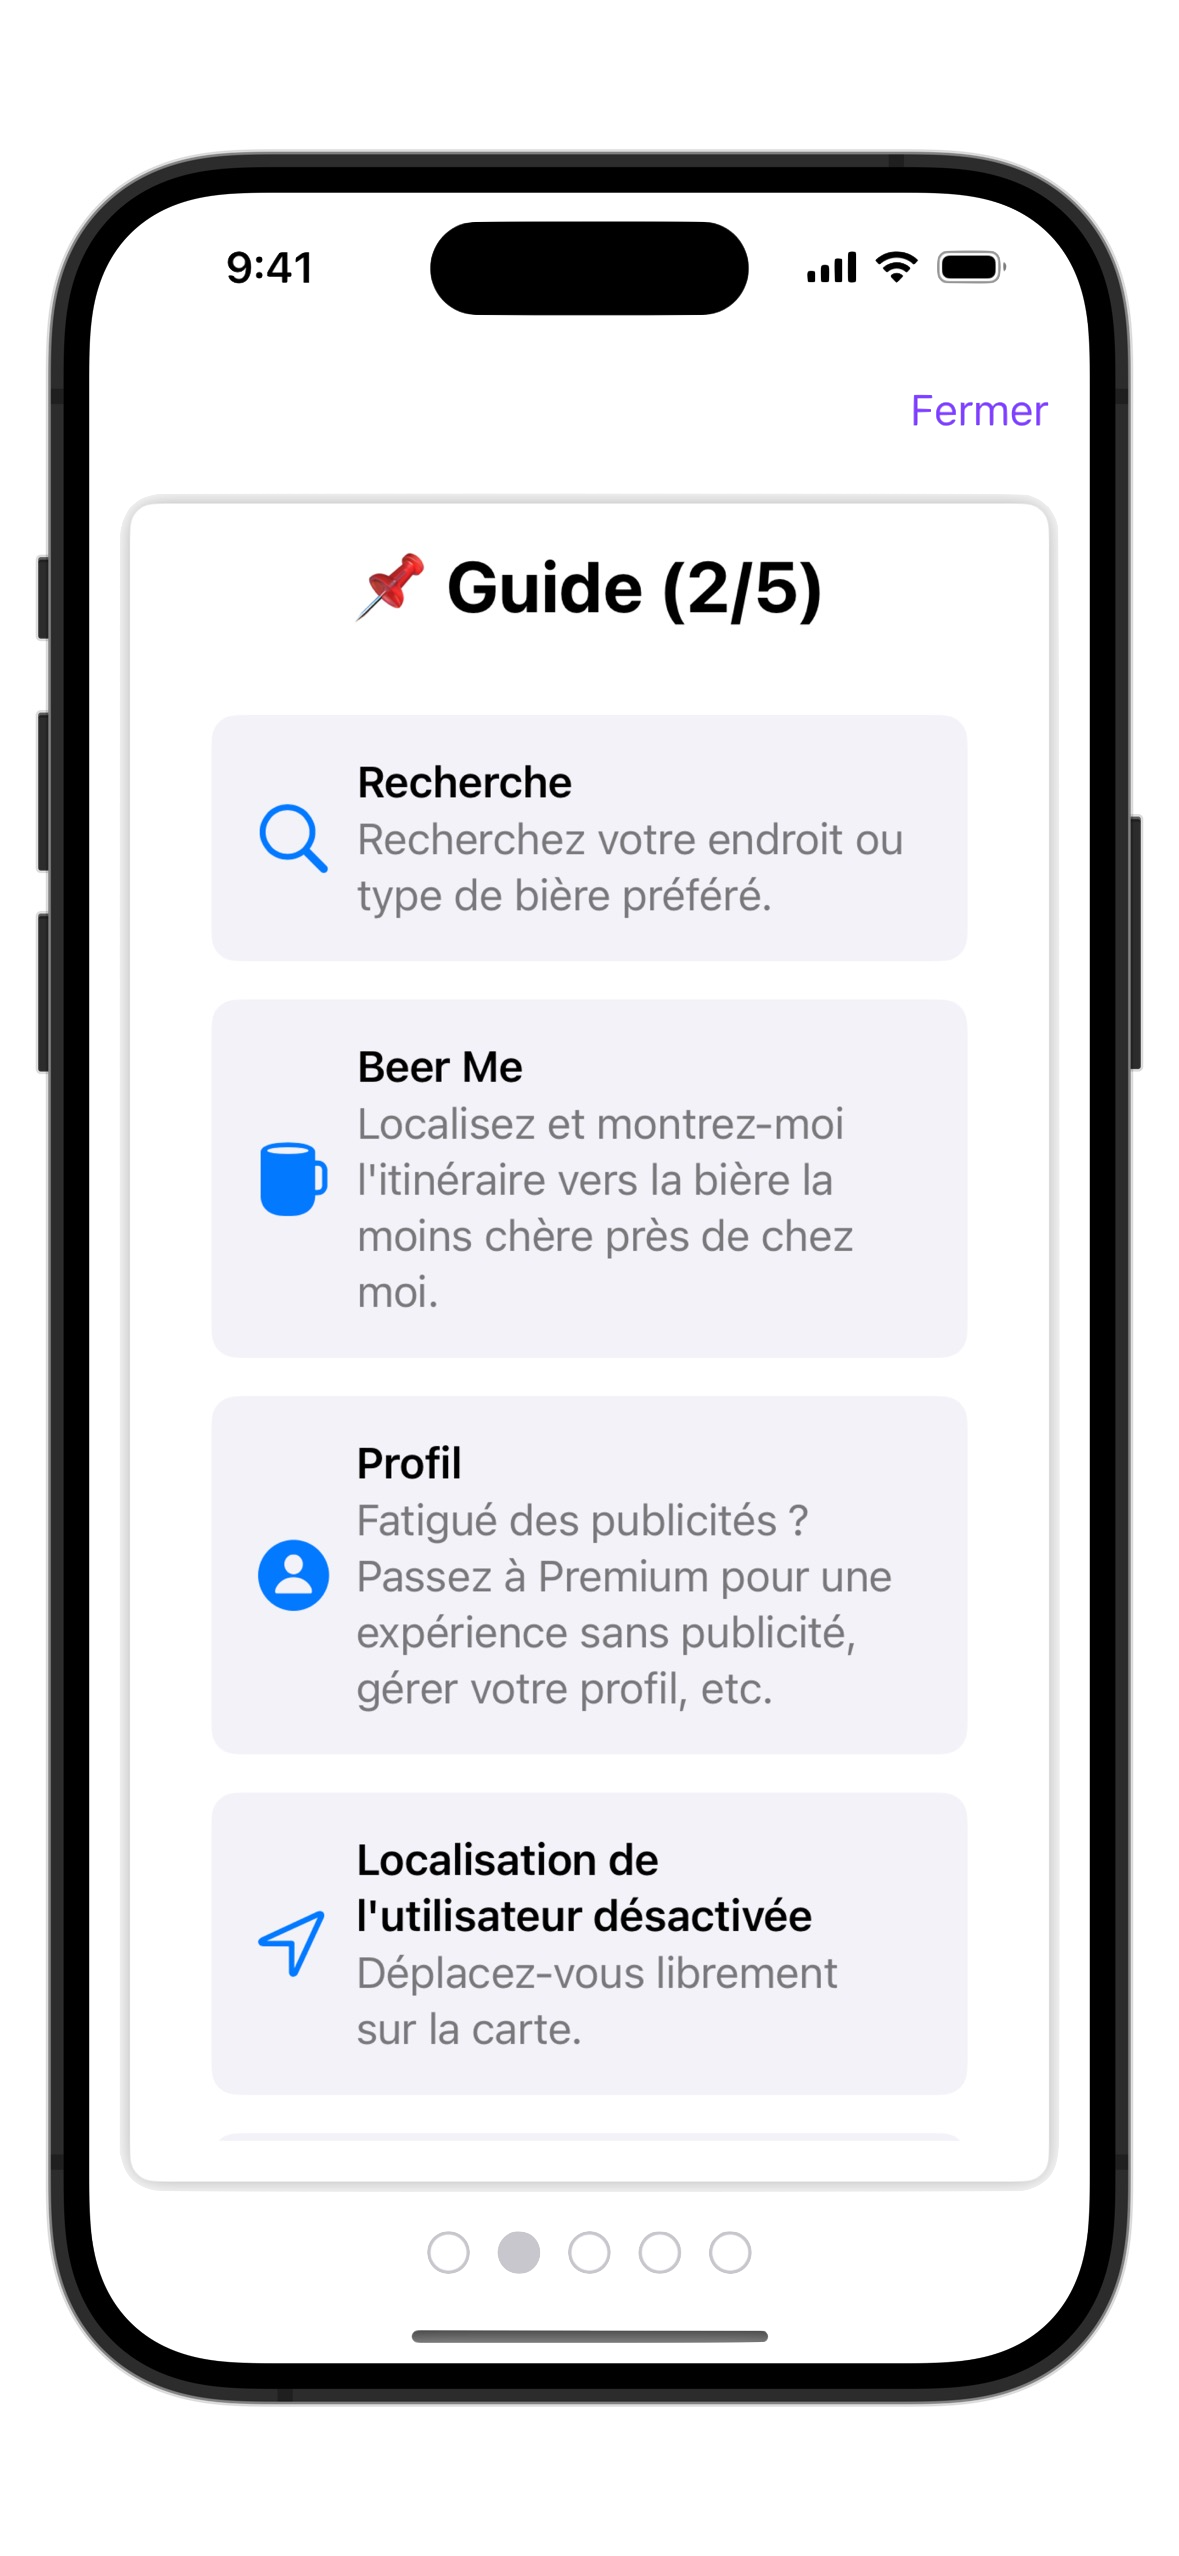 9:41
Fermer
📌 Guide (2/5)
Recherche
Recherchez votre endroit ou
type de bière préféré.
Beer Me
Localisez et montrez-moi
l'itinéraire vers la bière la
moins chère près de chez
moi.
Profil
Fatigué des publicités ?
Passez à Premium pour une
expérience sans publicité,
gérer votre profil, etc.
Localisation de
l'utilisateur désactivée
Déplacez-vous librement
sur la carte.